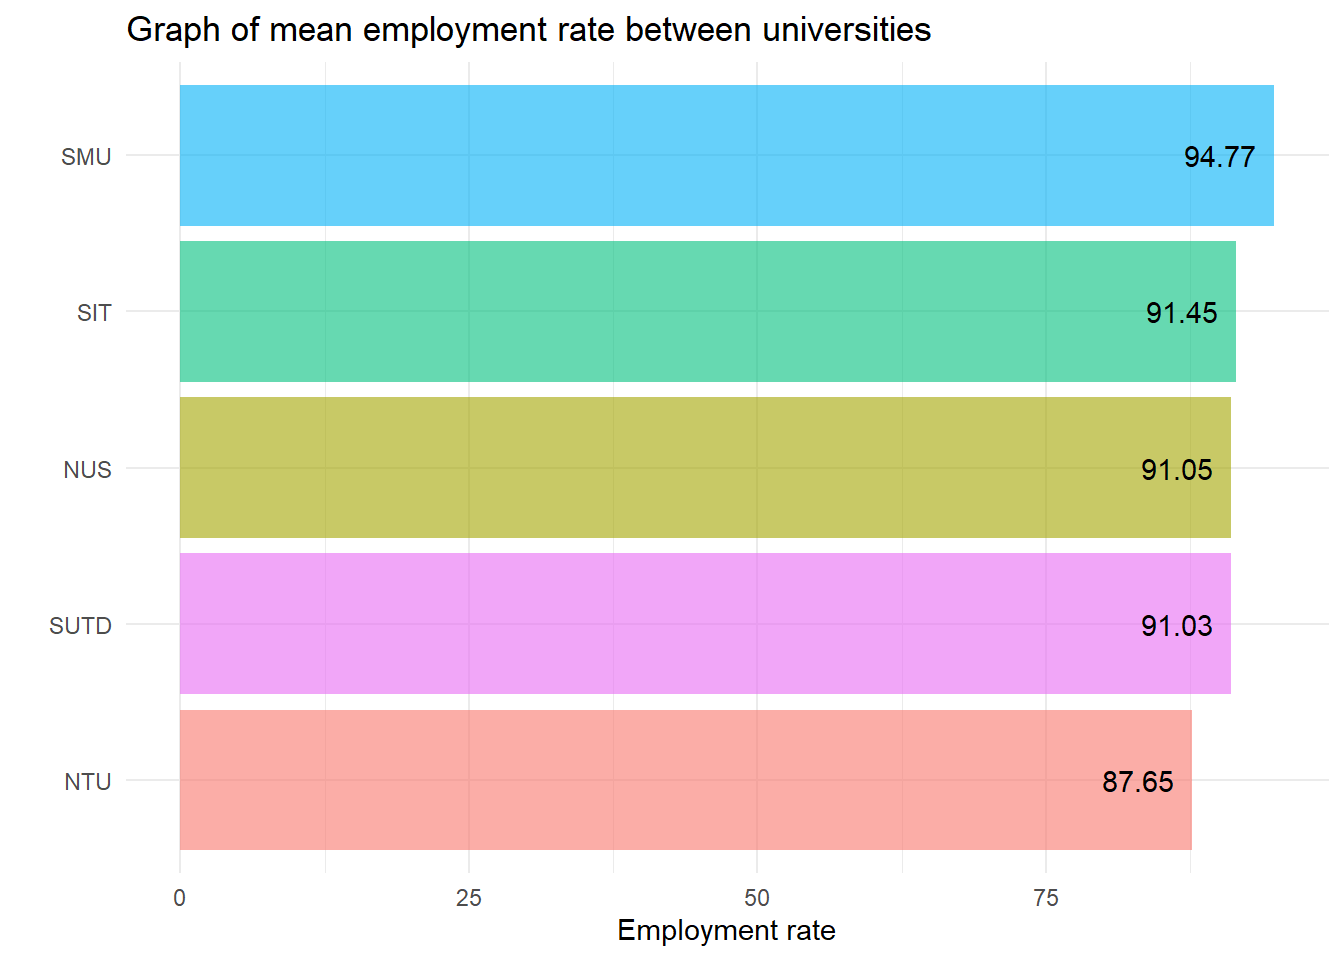 Graph of mean employment rate between universities
SMU 94.77
SIT 91.45
NUS 91.05
SUTD 91.03
NTU 87.65
0 25 50 75
Employment rate